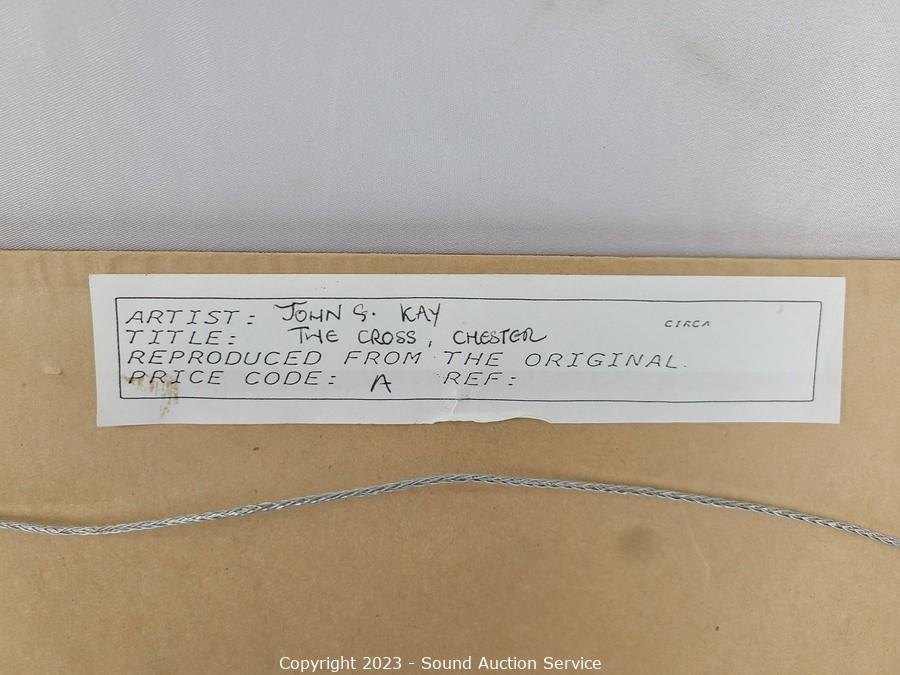 ARTIST: JOHN S. KAY CIRCA
TITLE: THE CROSS, CHESTER
REPRODUCED FROM THE ORIGINAL.
PRICE CODE: A REF:
Copyright 2023 - Sound Auction Service